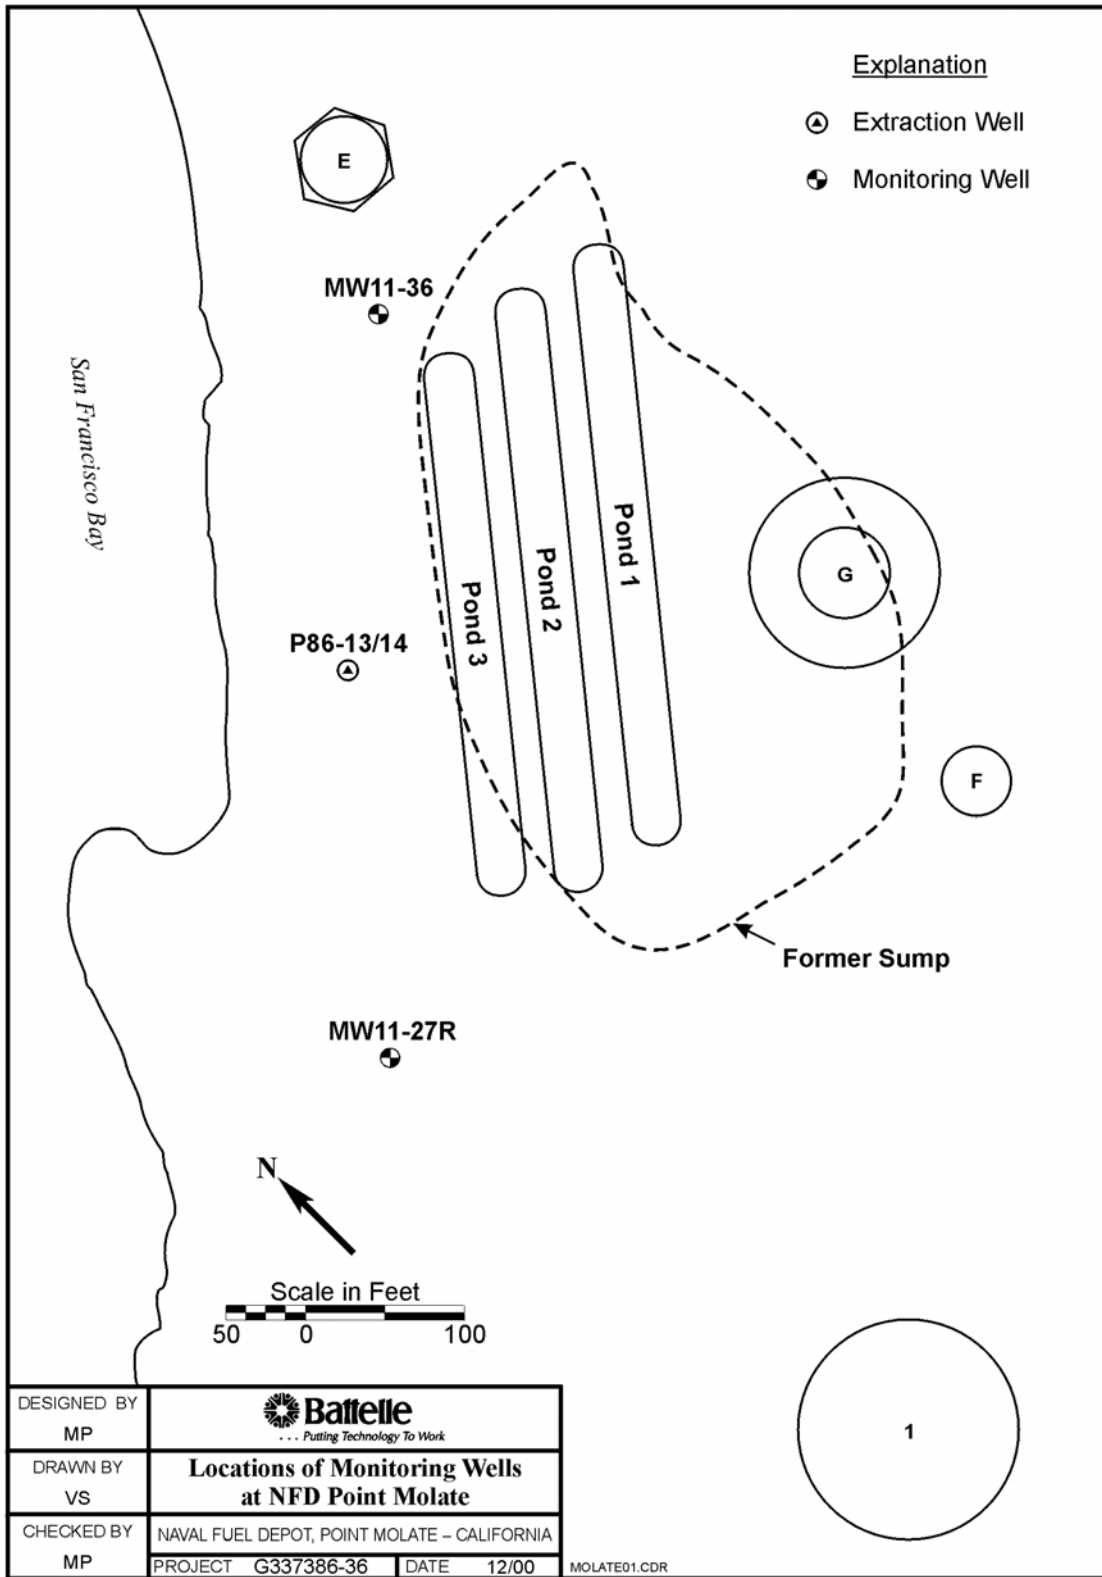 Explanation
Extraction Well
Monitoring Well
E
MW11-36
San Francisco Bay
Pond 1
Pond 2
Pond 3
G
P86-13/14
F
Former Sump
MW11-27R
N
Scale in Feet
50 0 100
1
DESIGNED BY
MP
Battelle
. . . Putting Technology To Work
DRAWN BY
VS
Locations of Monitoring Wells
at NFD Point Molate
CHECKED BY
MP
NAVAL FUEL DEPOT, POINT MOLATE – CALIFORNIA
PROJECT G337386-36 DATE 12/00
MOLATE01.CDR